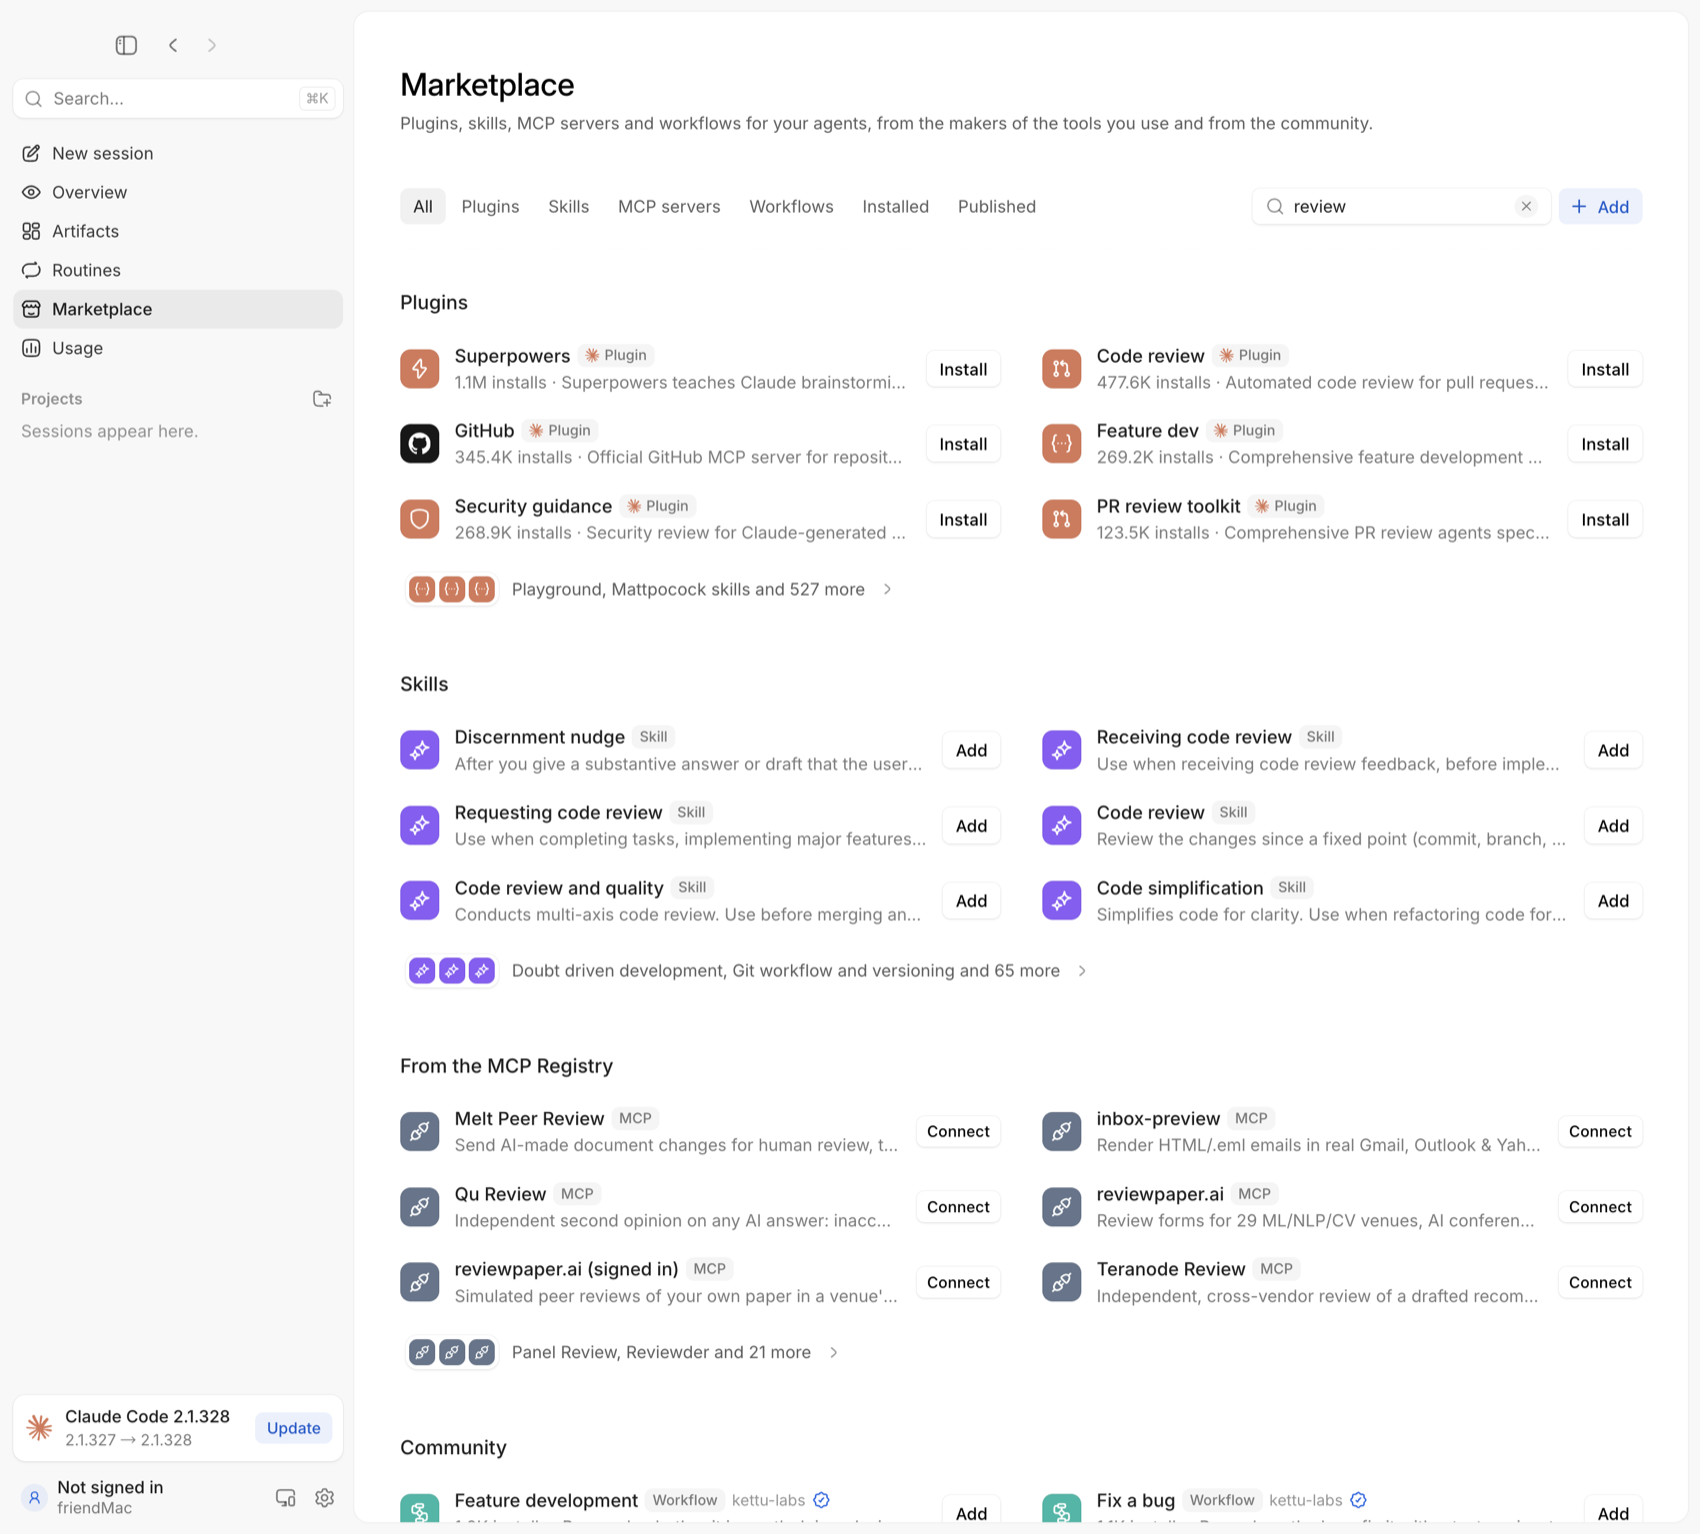 Search...
⌘K
New session
Overview
Artifacts
Routines
Marketplace
Usage
Projects
Sessions appear here.
Claude Code 2.1.328
2.1.327 → 2.1.328
Update
Not signed in
friendMac
Marketplace
Plugins, skills, MCP servers and workflows for your agents, from the makers of the tools you use and from the community.
All Plugins Skills MCP servers Workflows Installed Published
review
+ Add
Plugins
Superpowers Plugin
1.1M installs · Superpowers teaches Claude brainstormi...
Install
Code review Plugin
477.6K installs · Automated code review for pull reques...
Install
GitHub Plugin
345.4K installs · Official GitHub MCP server for reposit...
Install
Feature dev Plugin
269.2K installs · Comprehensive feature development ...
Install
Security guidance Plugin
268.9K installs · Security review for Claude-generated ...
Install
PR review toolkit Plugin
123.5K installs · Comprehensive PR review agents spec...
Install
Playground, Mattpocock skills and 527 more
Skills
Discernment nudge Skill
After you give a substantive answer or draft that the user...
Add
Receiving code review Skill
Use when receiving code review feedback, before imple...
Add
Requesting code review Skill
Use when completing tasks, implementing major features...
Add
Code review Skill
Review the changes since a fixed point (commit, branch, ...
Add
Code review and quality Skill
Conducts multi-axis code review. Use before merging an...
Add
Code simplification Skill
Simplifies code for clarity. Use when refactoring code for...
Add
Doubt driven development, Git workflow and versioning and 65 more
From the MCP Registry
Melt Peer Review MCP
Send AI-made document changes for human review, t...
Connect
inbox-preview MCP
Render HTML/.eml emails in real Gmail, Outlook & Yah...
Connect
Qu Review MCP
Independent second opinion on any AI answer: inacc...
Connect
reviewpaper.ai MCP
Review forms for 29 ML/NLP/CV venues, AI conferen...
Connect
reviewpaper.ai (signed in) MCP
Simulated peer reviews of your own paper in a venue'...
Connect
Teranode Review MCP
Independent, cross-vendor review of a drafted recom...
Connect
Panel Review, Reviewder and 21 more
Community
Feature development Workflow kettu-labs
Add
Fix a bug Workflow kettu-labs
Add